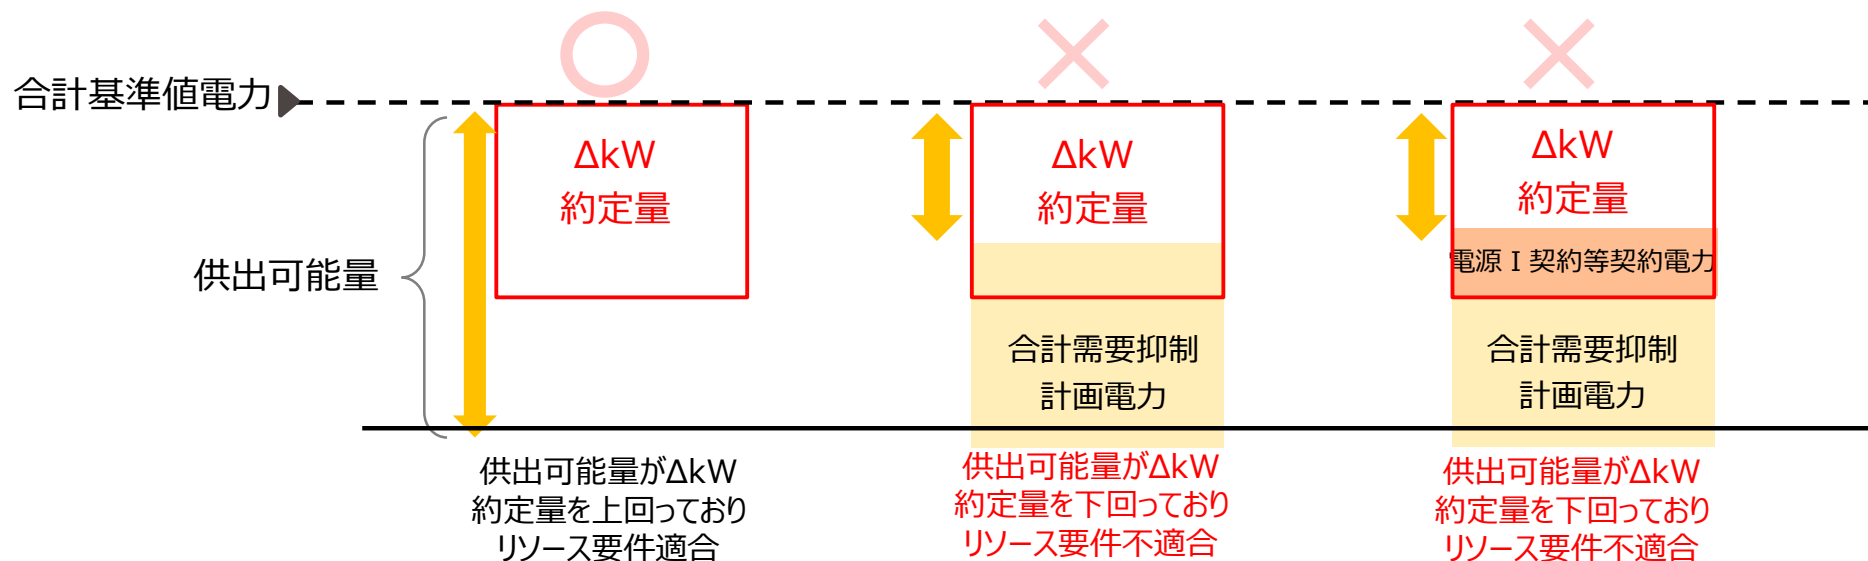 合計基準値電力
供出可能量
ΔkW
約定量
供出可能量がΔkW
約定量を上回っており
リソース要件適合
ΔkW
約定量
合計需要抑制
計画電力
供出可能量がΔkW
約定量を下回っており
リソース要件不適合
ΔkW
約定量
電源Ⅰ契約等契約電力
合計需要抑制
計画電力
供出可能量がΔkW
約定量を下回っており
リソース要件不適合